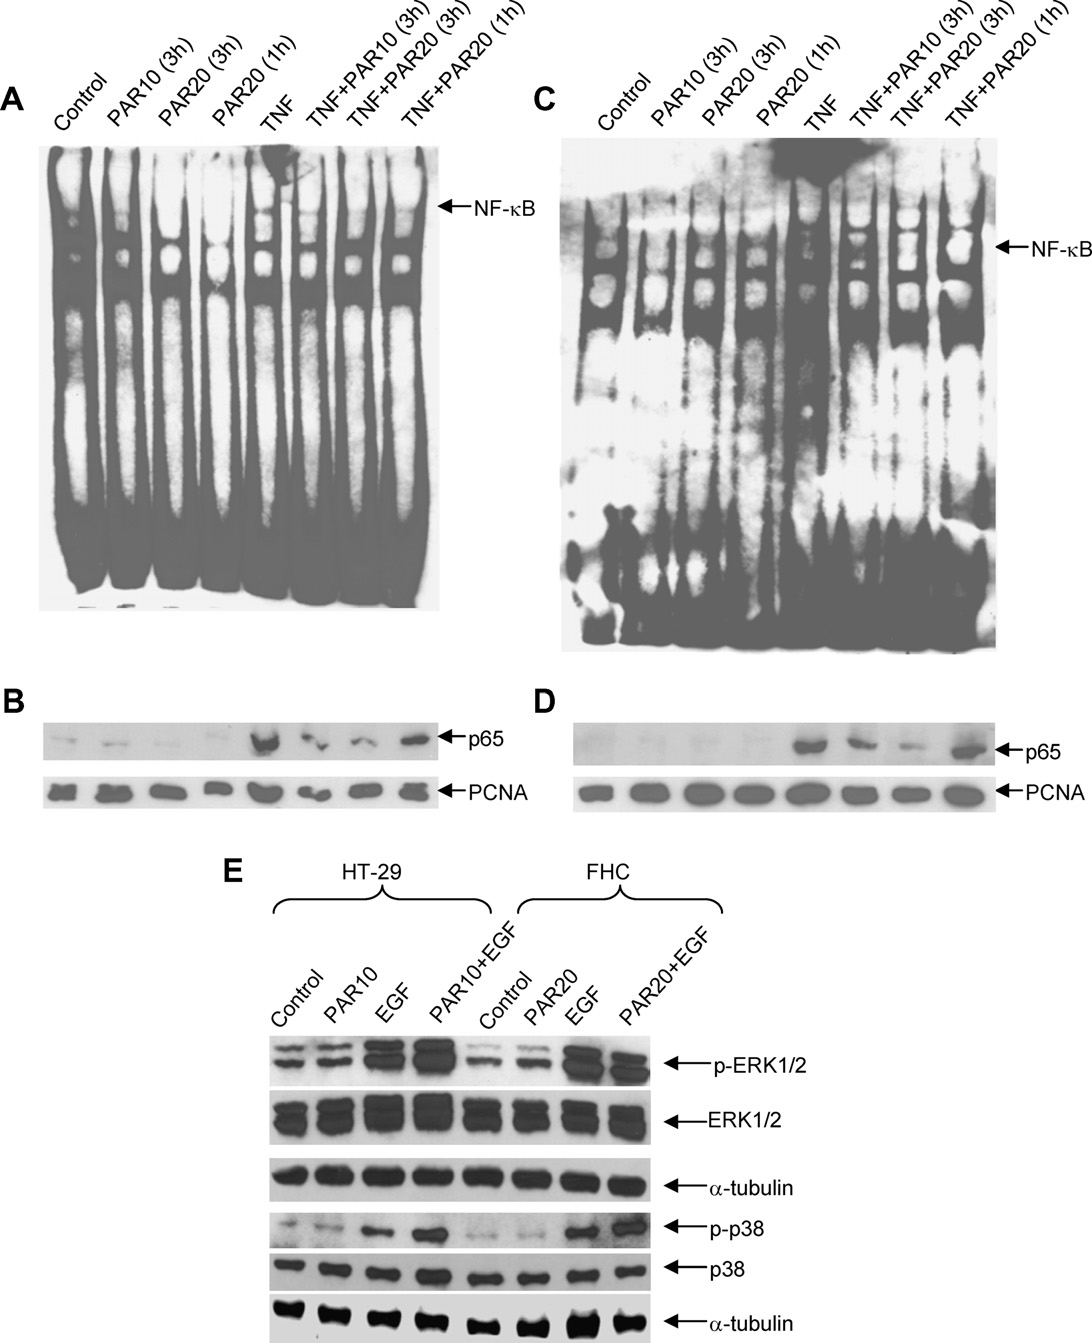 A
Control
PAR10 (3h)
PAR20 (3h)
PAR20 (1h)
TNF
TNF+PAR10 (3h)
TNF+PAR20 (3h)
TNF+PAR20 (1h)
NF-κB
C
Control
PAR10 (3h)
PAR20 (3h)
PAR20 (1h)
TNF
TNF+PAR10 (3h)
TNF+PAR20 (3h)
TNF+PAR20 (1h)
NF-κB
B
p65
PCNA
D
p65
PCNA
E
HT-29
FHC
Control
PAR10
EGF
PAR10+EGF
Control
PAR20
EGF
PAR20+EGF
p-ERK1/2
ERK1/2
α-tubulin
p-p38
p38
α-tubulin